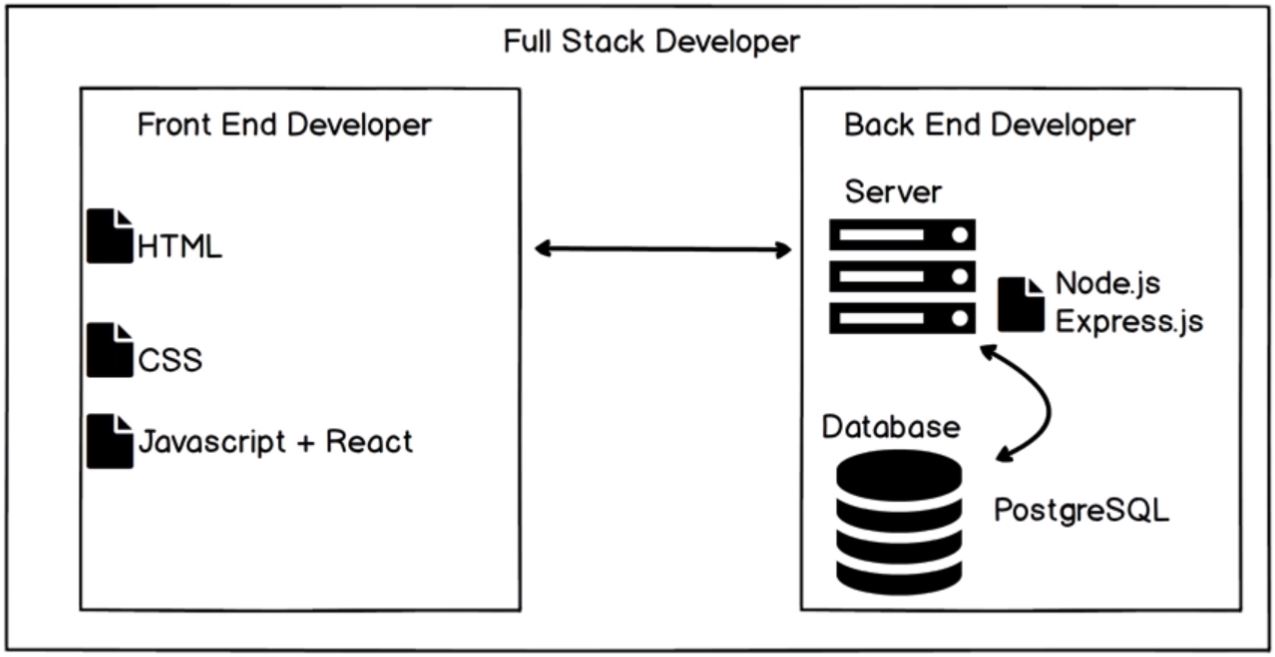 Full Stack Developer
Front End Developer
HTML
CSS
Javascript + React
Back End Developer
Server
Node.js
Express.js
Database
PostgreSQL